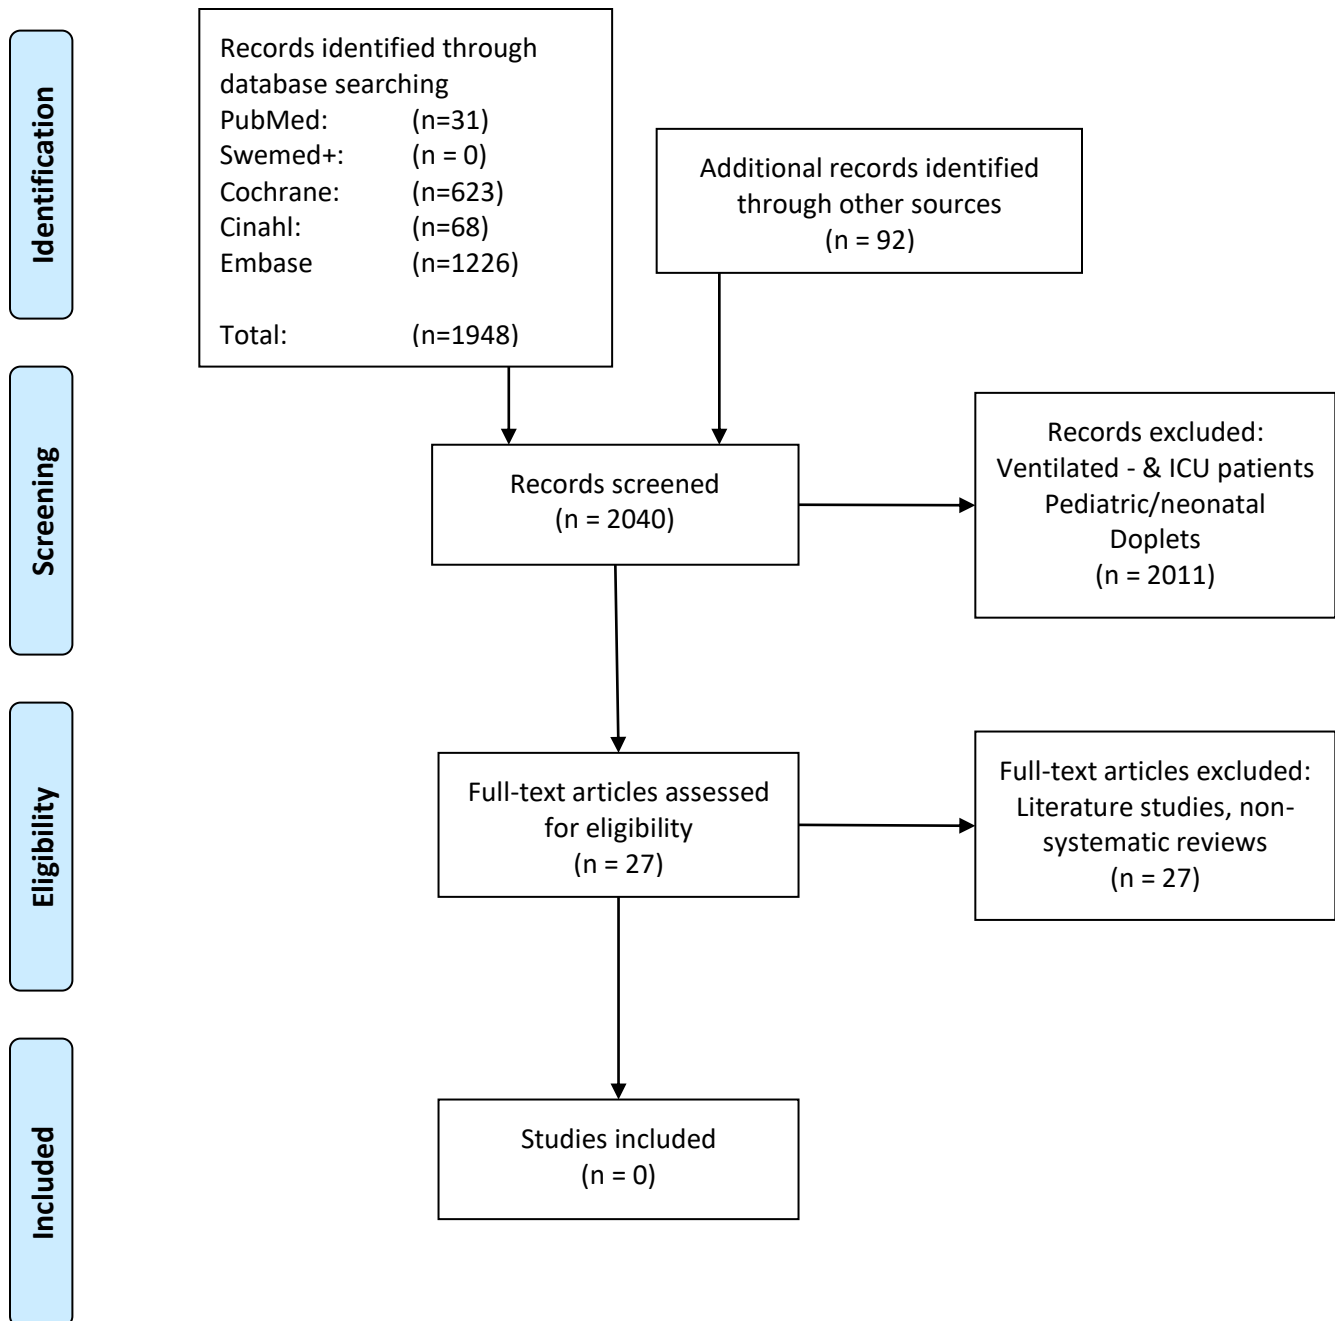 Identification
Records identified through
database searching
PubMed: (n=31)
Swemed+: (n = 0)
Cochrane: (n=623)
Cinahl: (n=68)
Embase (n=1226)
Total: (n=1948)
Additional records identified
through other sources
(n = 92)
Screening
Records screened
(n = 2040)
Records excluded:
Ventilated - & ICU patients
Pediatric/neonatal
Doplets
(n = 2011)
Eligibility
Full-text articles assessed
for eligibility
(n = 27)
Full-text articles excluded:
Literature studies, non-
systematic reviews
(n = 27)
Included
Studies included
(n = 0)